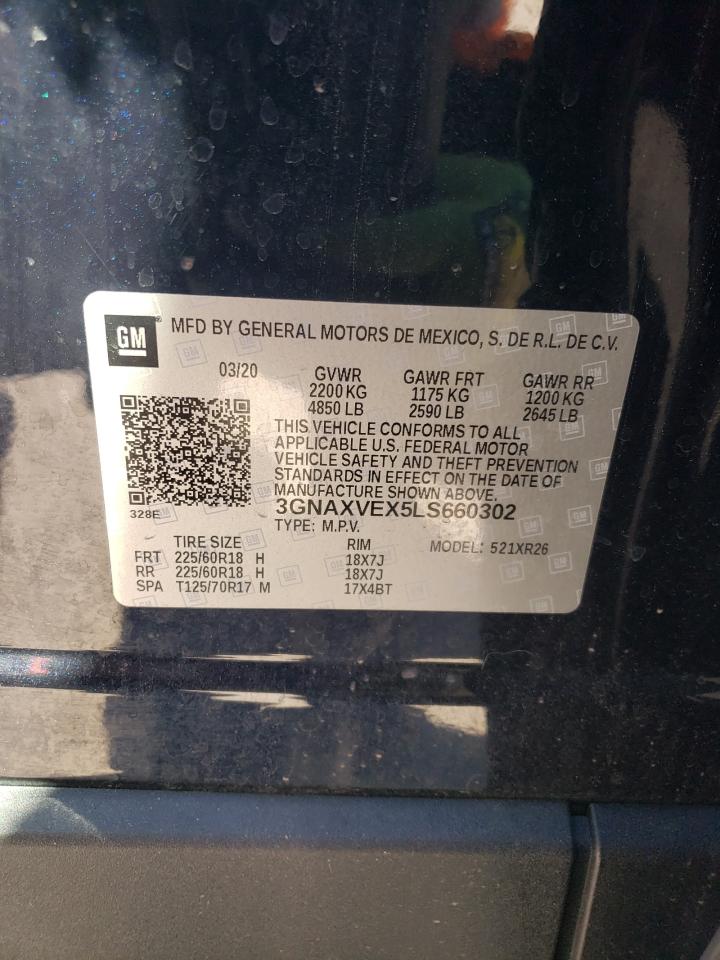 GM ® MFD BY GENERAL MOTORS DE MEXICO, S. DE R.L. DE C.V.
03/20 GVWR GAWR FRT GAWR RR
2200 KG 1175 KG 1200 KG
4850 LB 2590 LB 2645 LB
THIS VEHICLE CONFORMS TO ALL
APPLICABLE U.S. FEDERAL MOTOR
VEHICLE SAFETY AND THEFT PREVENTION
STANDARDS IN EFFECT ON THE DATE OF
MANUFACTURE SHOWN ABOVE.
328E 3GNAXVEX5LS660302
TYPE: M.P.V.
TIRE SIZE RIM MODEL: 521XR26
FRT 225/60R18 H 18X7J
RR 225/60R18 H 18X7J
SPA T125/70R17 M 17X4BT